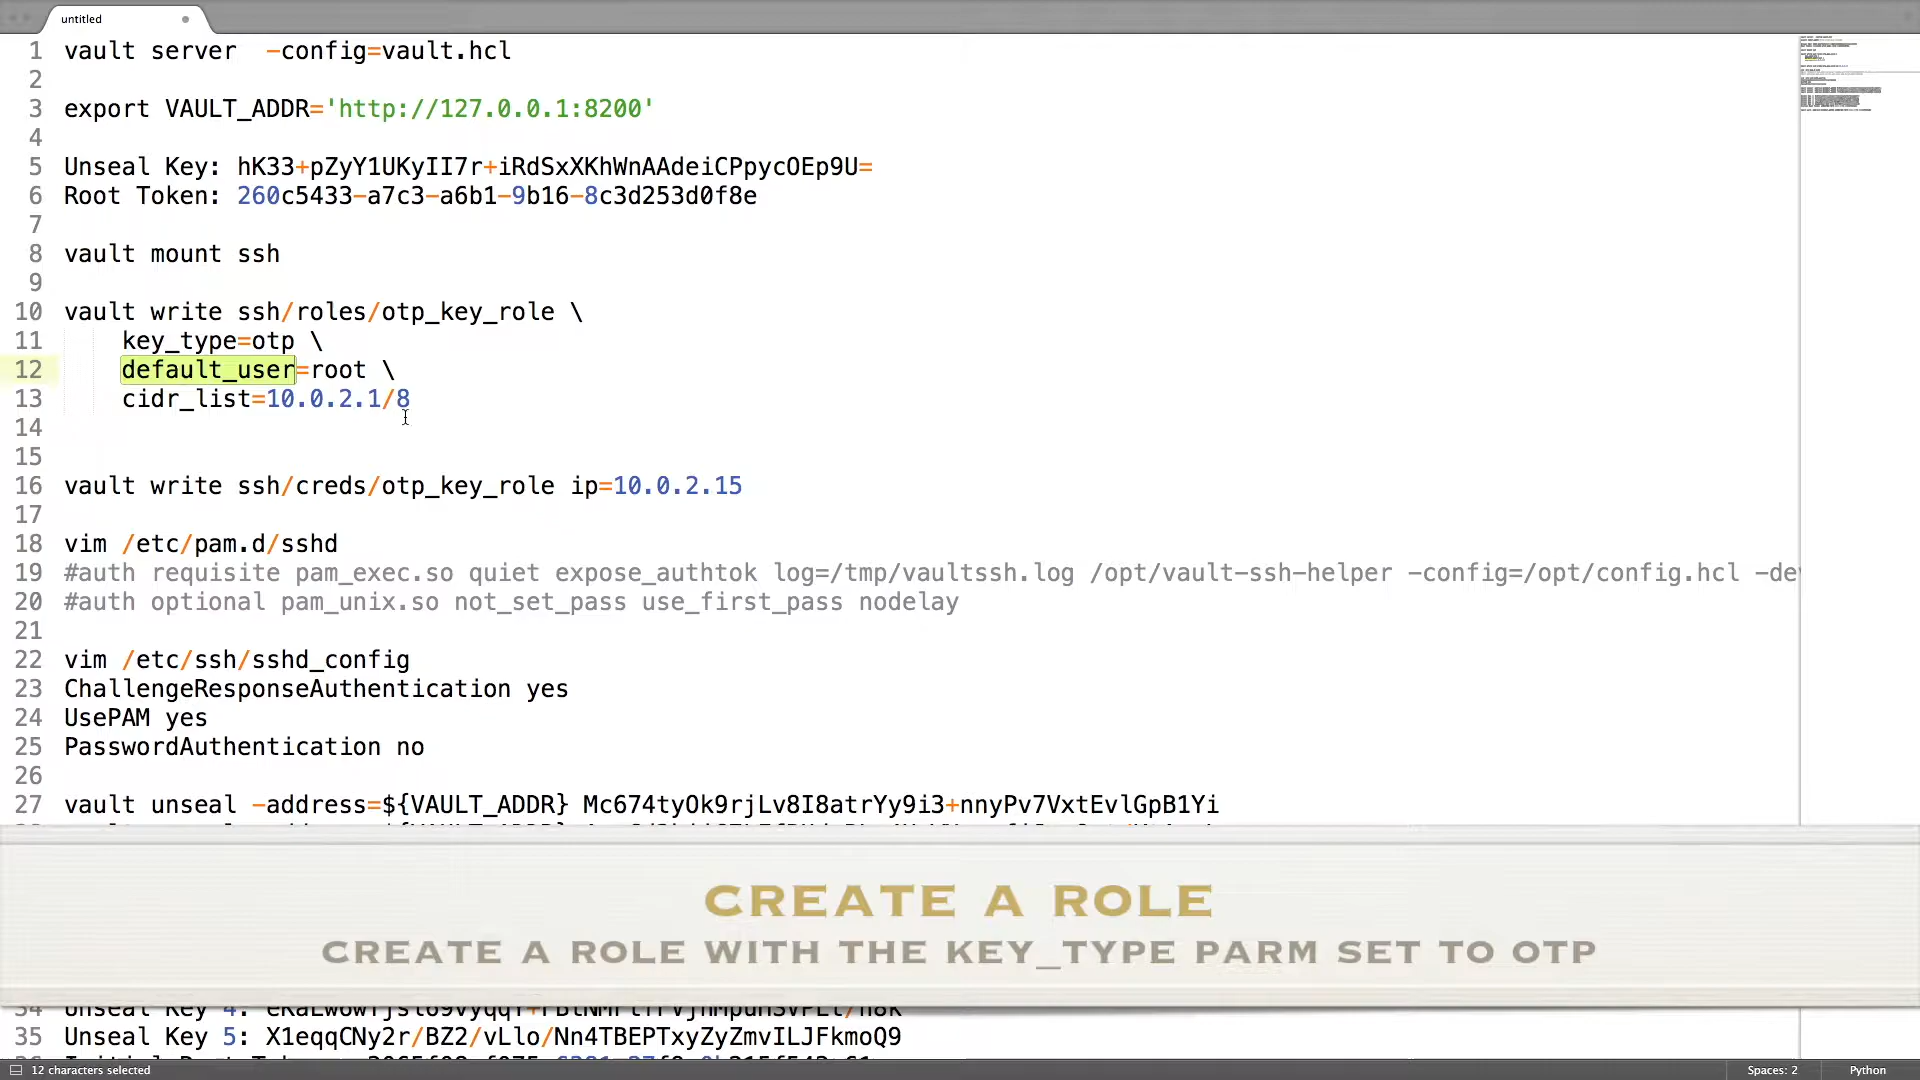 untitled
1 vault server  -config=vault.hcl
2
3 export VAULT_ADDR='http://127.0.0.1:8200'
4
5 Unseal Key: hK33+pZyY1UKyII7r+iRdSxXKhWnAAdeiCPpycOEp9U=
6 Root Token: 260c5433-a7c3-a6b1-9b16-8c3d253d0f8e
7
8 vault mount ssh
9
10 vault write ssh/roles/otp_key_role \
11     key_type=otp \
12     default_user=root \
13     cidr_list=10.0.2.1/8
14
15
16 vault write ssh/creds/otp_key_role ip=10.0.2.15
17
18 vim /etc/pam.d/sshd
19 #auth requisite pam_exec.so quiet expose_authtok log=/tmp/vaultssh.log /opt/vault-ssh-helper -config=/opt/config.hcl
20 #auth optional pam_unix.so not_set_pass use_first_pass nodelay
21
22 vim /etc/ssh/sshd_config
23 ChallengeResponseAuthentication yes
24 UsePAM yes
25 PasswordAuthentication no
26
27 vault unseal -address=${VAULT_ADDR} Mc674tyOk9rjLv8I8atrYy9i3+nnyPv7VxtEvlGpB1Yi
CREATE A ROLE
CREATE A ROLE WITH THE KEY_TYPE PARM SET TO OTP
34 Unseal Key 4:
35 Unseal Key 5: X1eqqCNy2r/BZ2/vLlo/Nn4TBEPTxyZyZmvILJFkmoQ9
12 characters selected
Spaces: 2
Python